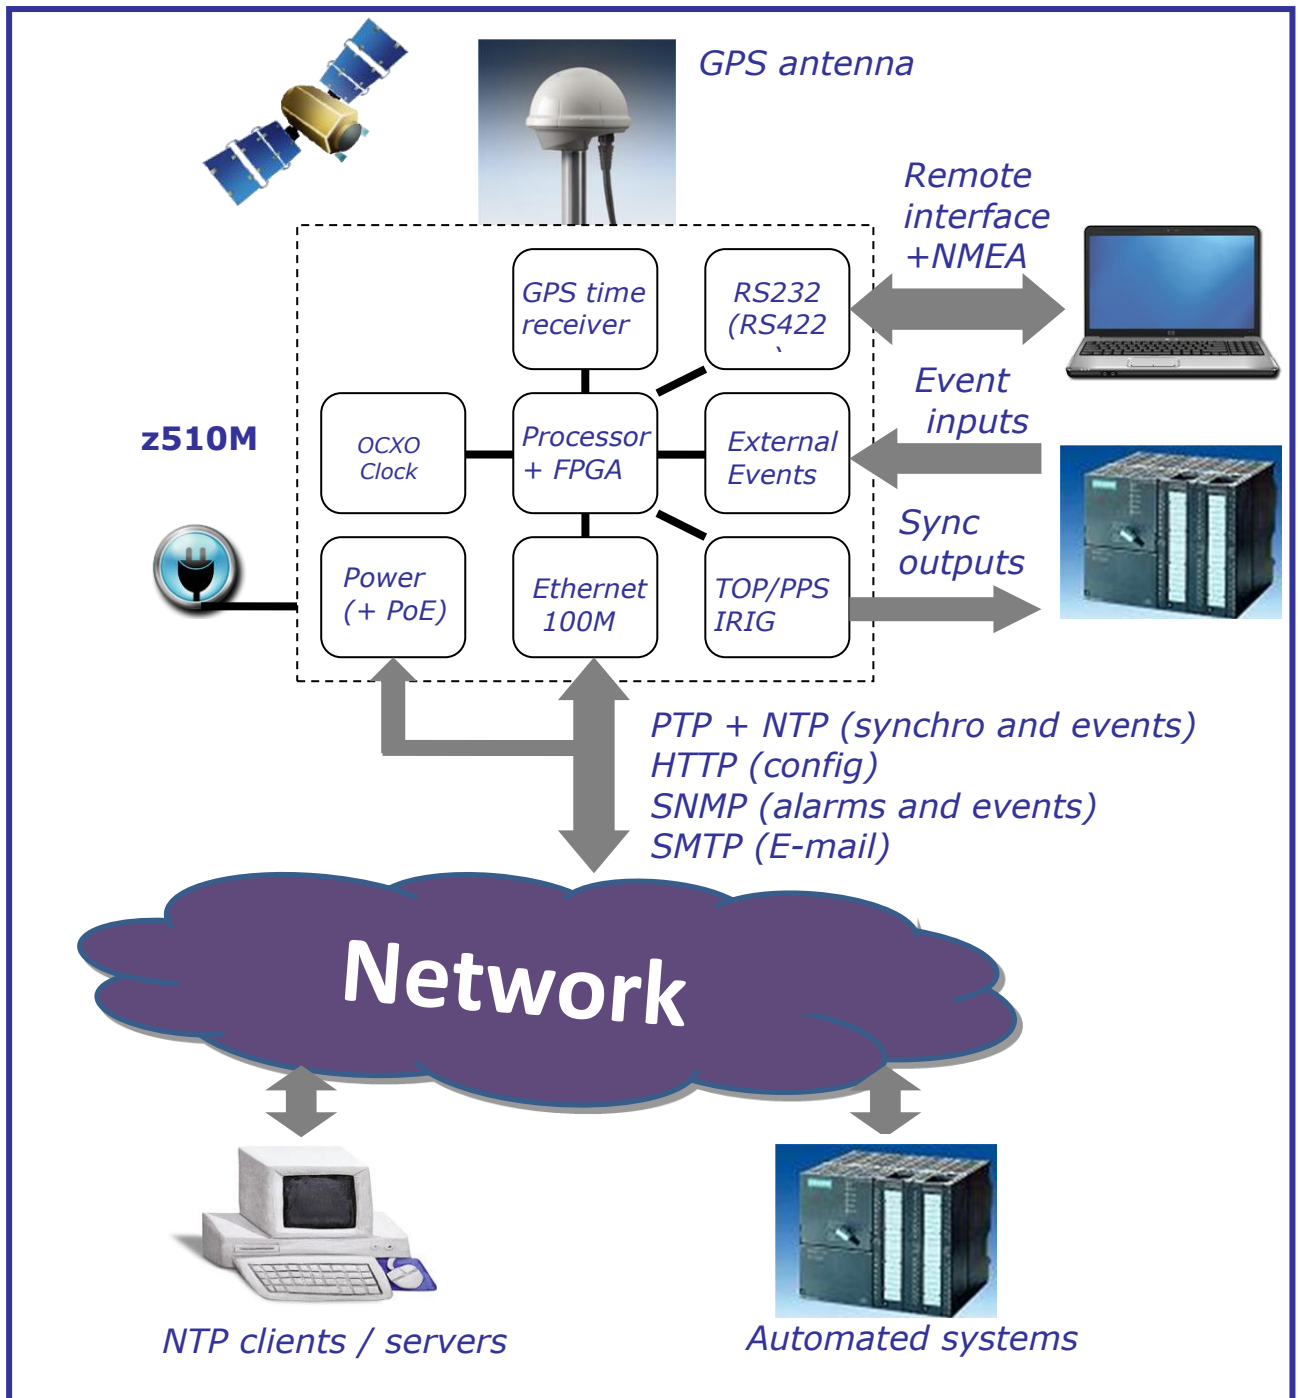 GPS antenna
Remote
interface
+NMEA
GPS time
receiver
RS232
(RS422
)
Event
inputs
z510M
OCXO
Clock
Processor
+ FPGA
External
Events
Sync
outputs
Power
(+ PoE)
Ethernet
100M
TOP/PPS
IRIG
PTP + NTP (synchro and events)
HTTP (config)
SNMP (alarms and events)
SMTP (E-mail)
Network
NTP clients / servers
Automated systems